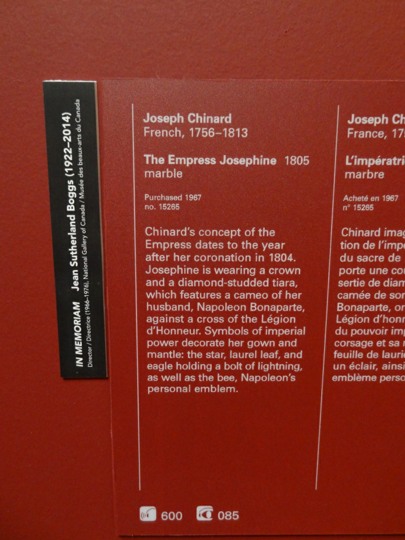 IN MEMORIAM Jean Sutherland Boggs (1922–2014)
Director / Directrice (1966–1976), National Gallery of Canada / Musée des beaux-arts du Canada
Joseph Chinard
French, 1756–1813
The Empress Josephine 1805
marble
Purchased 1967
no. 15265
Chinard's concept of the
Empress dates to the year
after her coronation in 1804.
Josephine is wearing a crown
and a diamond-studded tiara,
which features a cameo of her
husband, Napoleon Bonaparte,
against a cross of the Légion
d'Honneur. Symbols of imperial
power decorate her gown and
mantle: the star, laurel leaf, and
eagle holding a bolt of lightning,
as well as the bee, Napoleon's
personal emblem.
600 085
Joseph Ch
France, 17
L'impératri
marbre
Acheté en 1967
n° 15265
Chinard imag
tion de l'impé
du sacre de
porte une co
sertie de diam
camée de son
Bonaparte, or
Légion d'honn
du pouvoir imp
corsage et sa m
feuille de laurie
un éclair, ainsi
emblème person